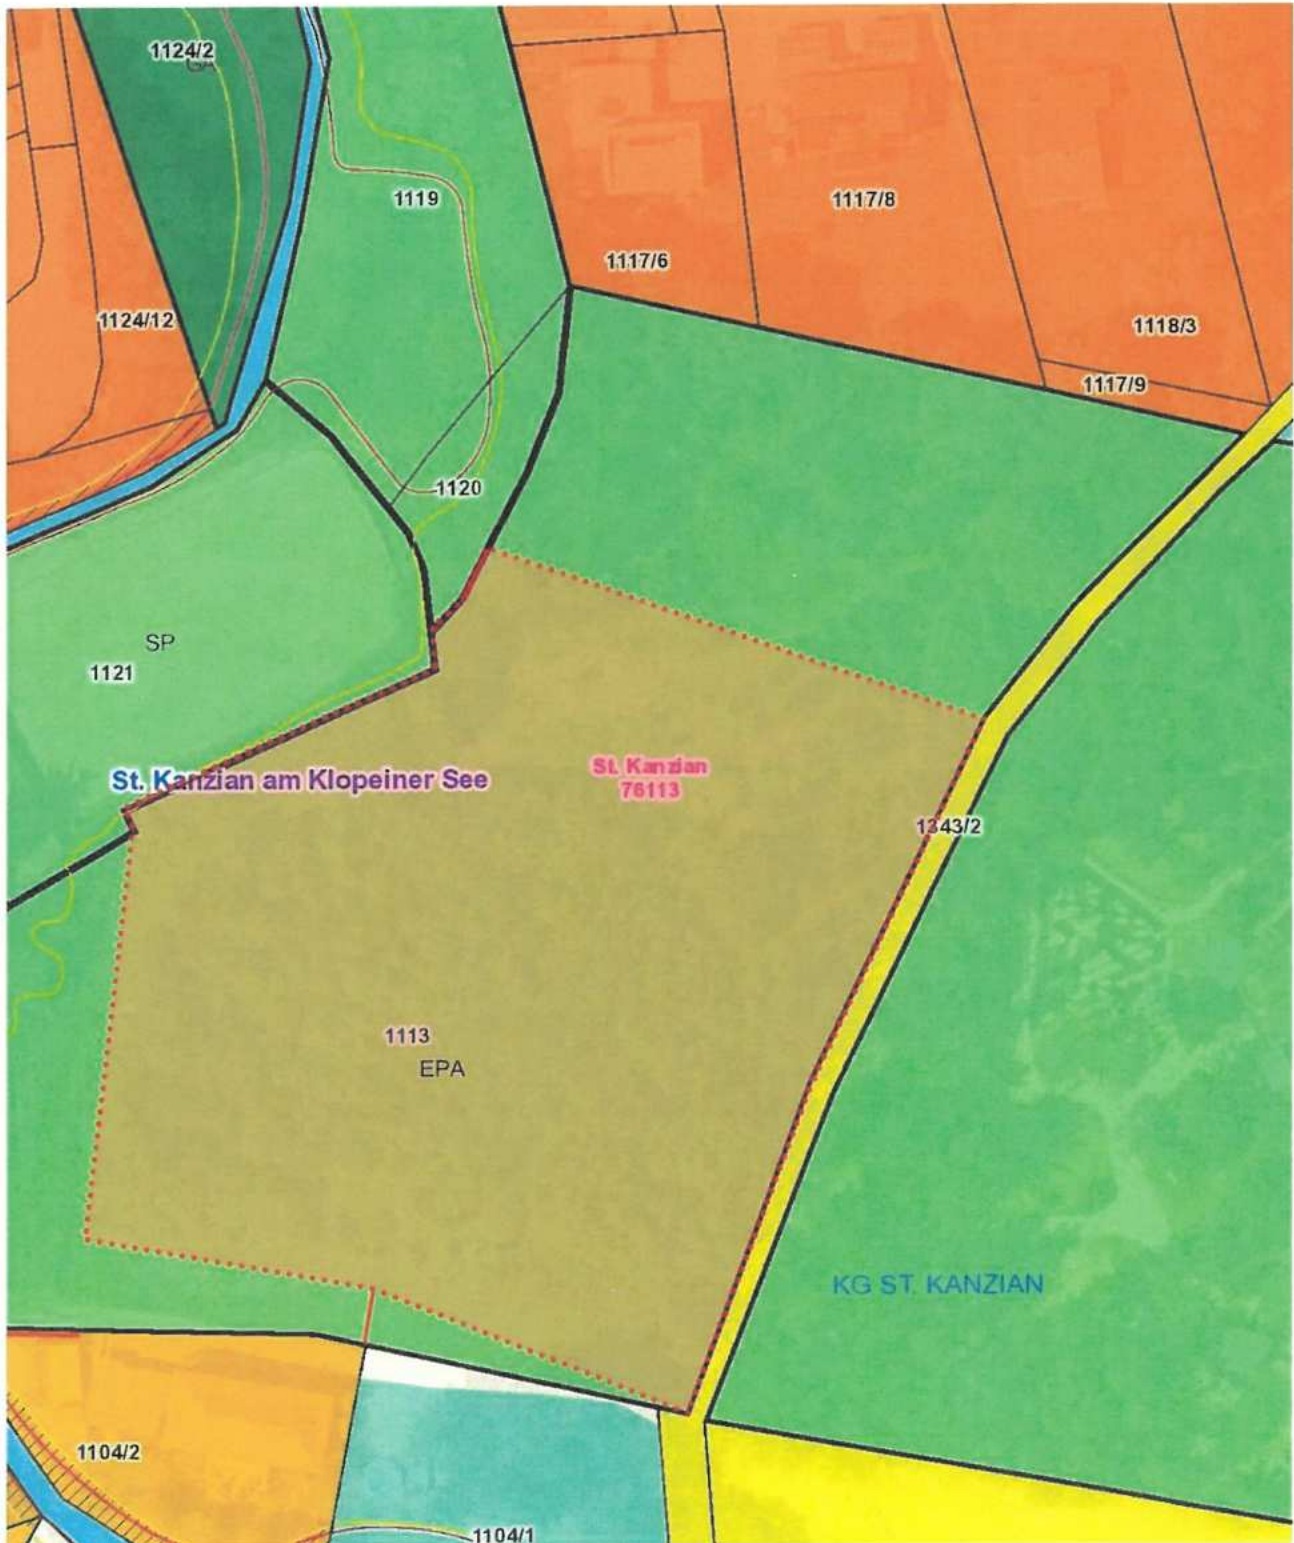 1124/2
1119
1117/8
1117/6
1124/12
1118/3
1117/9
1120
SP
1121
St. Kanzian am Klopeiner See
St. Kanzian
76113
1343/2
1113
EPA
KG ST. KANZIAN
1104/2
1104/1